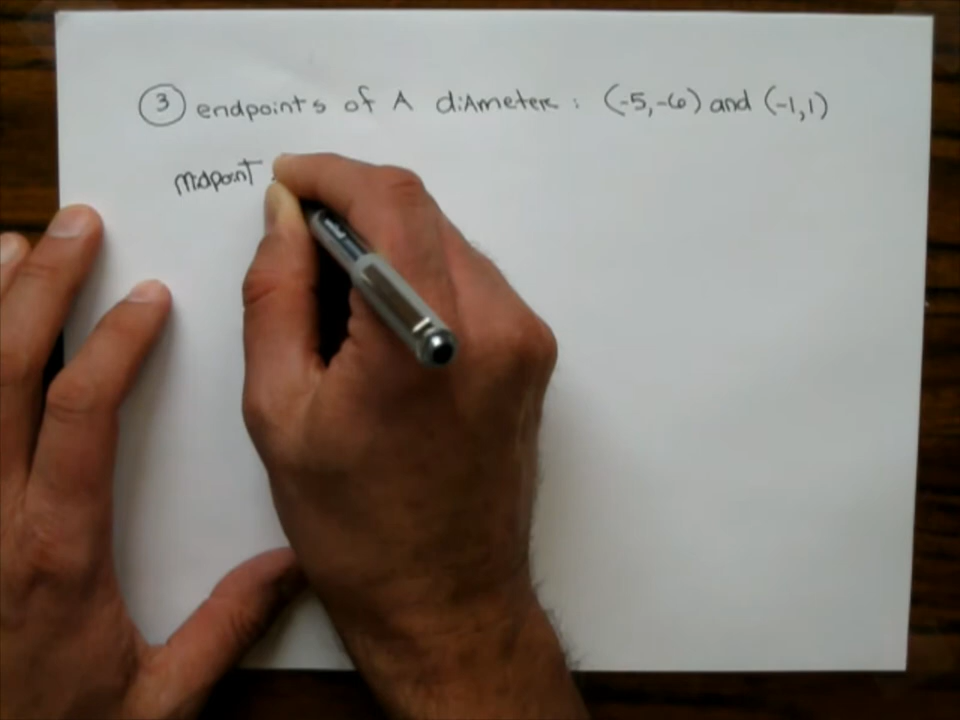 ③ endpoints of A diAmeter: (-5,-6) and (-1,1)
midpoint